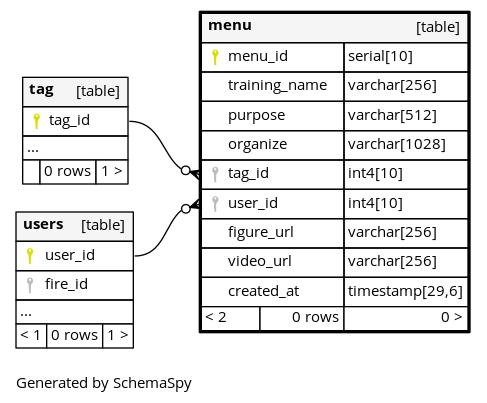 menu [table]
menu_id serial[10]
training_name varchar[256]
purpose varchar[512]
organize varchar[1028]
tag_id int4[10]
user_id int4[10]
figure_url varchar[256]
video_url varchar[256]
created_at timestamp[29,6]
< 2 0 rows 0 >
tag [table]
tag_id
...
0 rows 1 >
users [table]
user_id
fire_id
...
< 1 0 rows 1 >
Generated by SchemaSpy